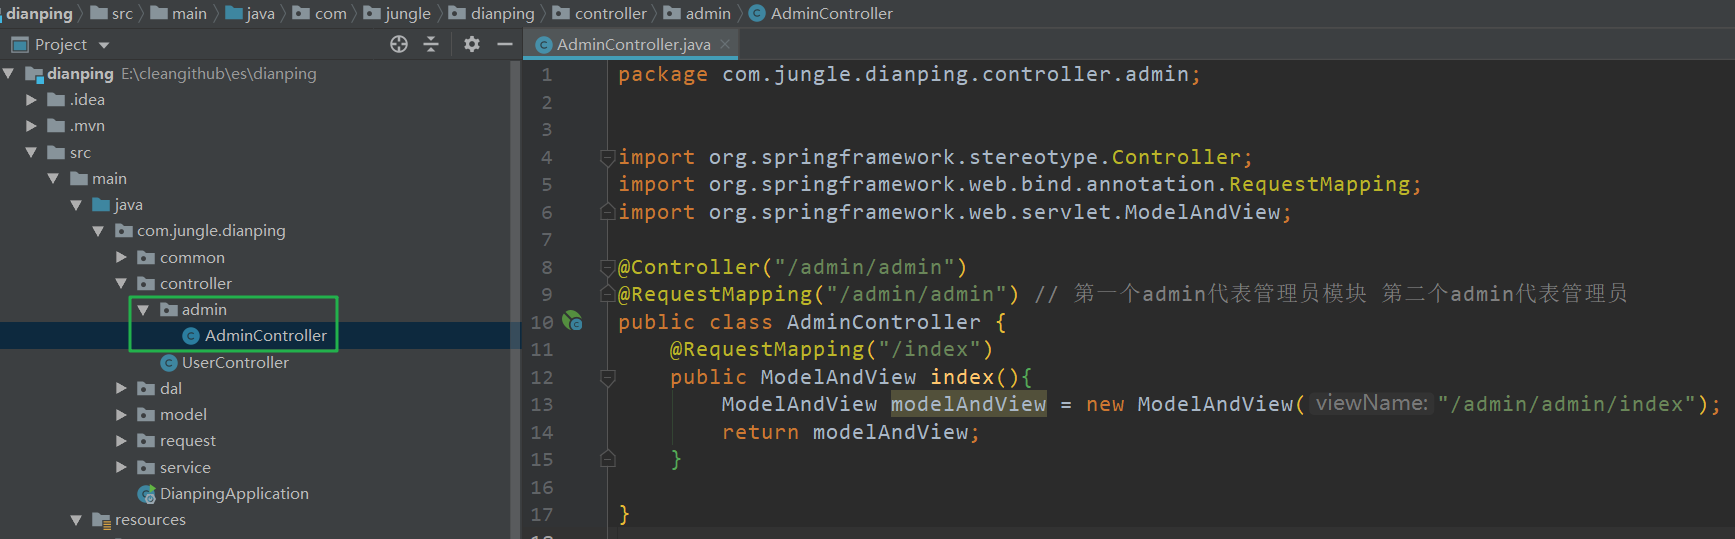 dianping src main java com jungle dianping controller admin AdminController
Project
AdminController.java
dianping E:\cleangithub\es\dianping
.idea
.mvn
src
main
java
com.jungle.dianping
common
controller
admin
AdminController
UserController
dal
model
request
service
DianpingApplication
resources
1 package com.jungle.dianping.controller.admin;
2
3
4 import org.springframework.stereotype.Controller;
5 import org.springframework.web.bind.annotation.RequestMapping;
6 import org.springframework.web.servlet.ModelAndView;
7
8 @Controller("/admin/admin")
9 @RequestMapping("/admin/admin") // 第一个admin代表管理员模块 第二个admin代表管理员
10 public class AdminController {
11 @RequestMapping("/index")
12 public ModelAndView index(){
13 ModelAndView modelAndView = new ModelAndView( viewName: "/admin/admin/index");
14 return modelAndView;
15 }
16
17 }